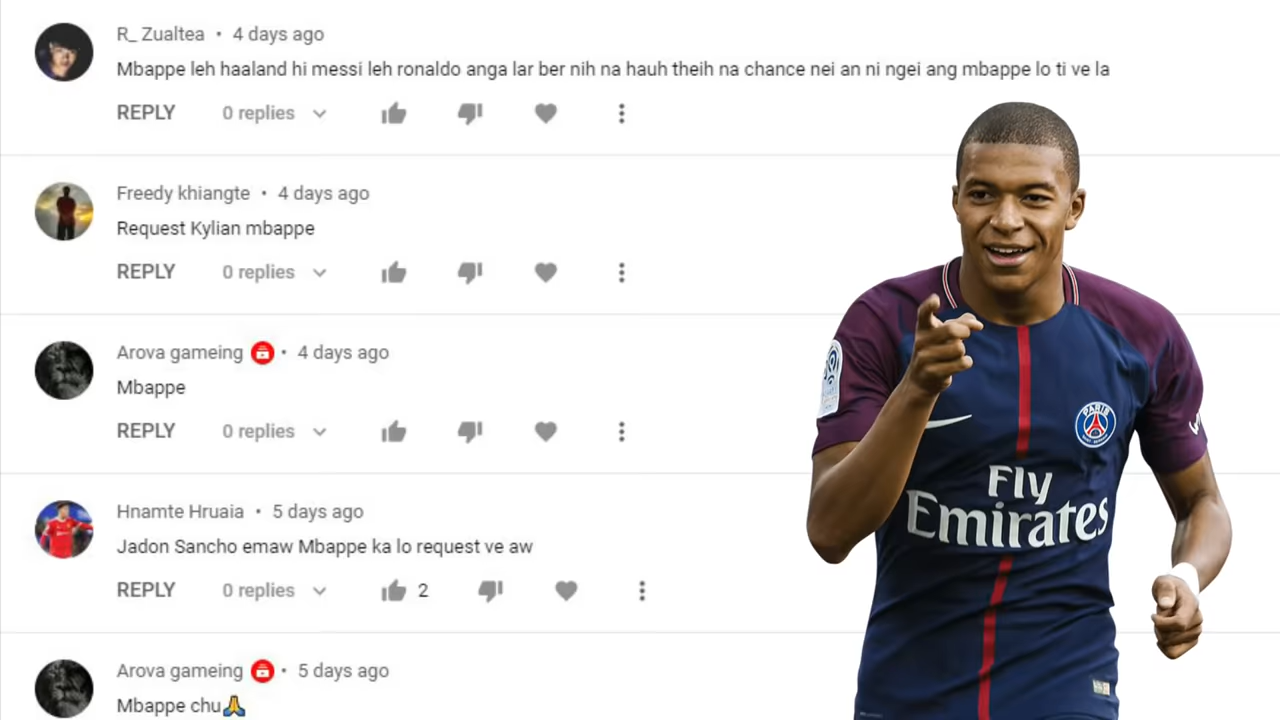 R_ Zualtea • 4 days ago
Mbappe leh haaland hi messi leh ronaldo anga lar ber nih na hauh theih na chance nei an ni ngei ang mbappe lo ti ve la
REPLY 0 replies
Freedy khiangte • 4 days ago
Request Kylian mbappe
REPLY 0 replies
Arova gameing • 4 days ago
Mbappe
REPLY 0 replies
Hnamte Hruaia • 5 days ago
Jadon Sancho emaw Mbappe ka lo request ve aw
REPLY 0 replies 2
Arova gameing • 5 days ago
Mbappe chu🙏
PARIS
Fly
Emirates